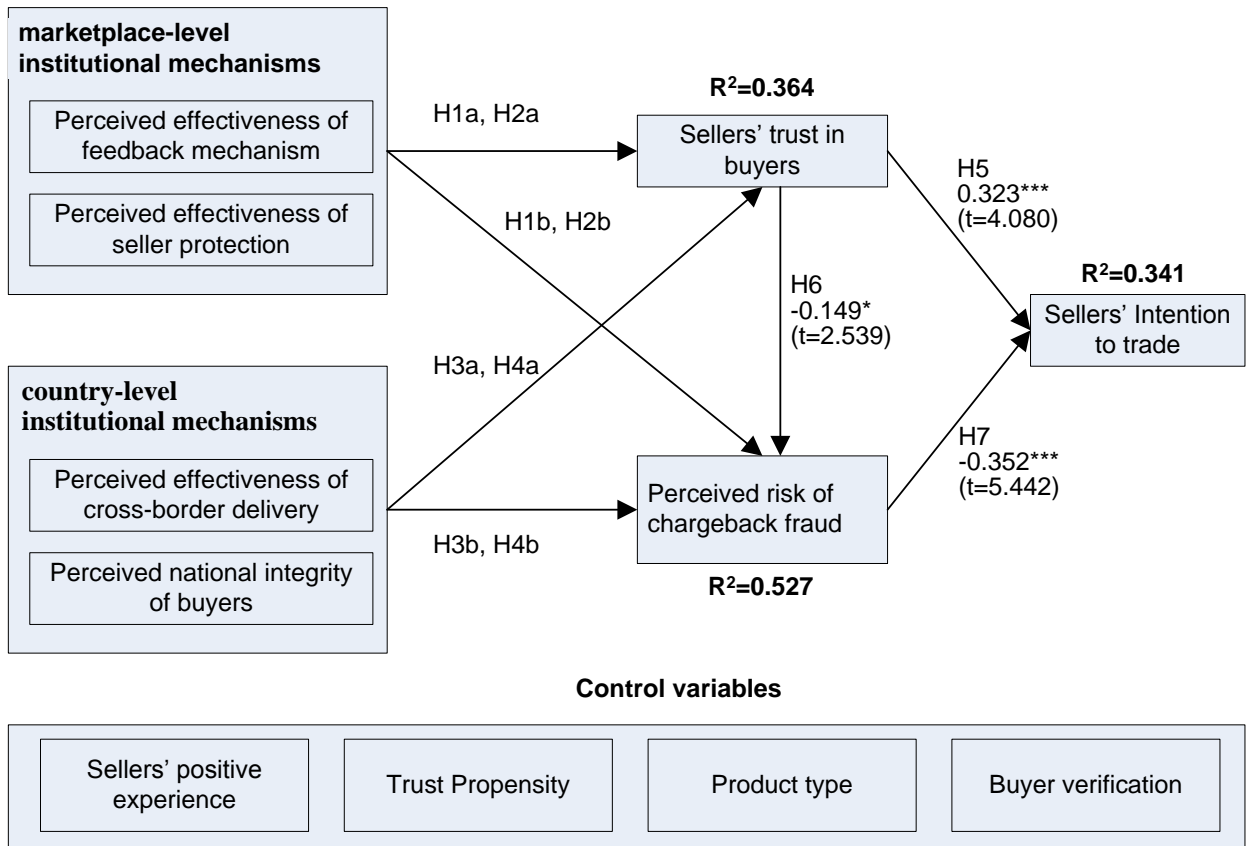 marketplace-level
institutional mechanisms
Perceived effectiveness of
feedback mechanism
Perceived effectiveness of
seller protection
country-level
institutional mechanisms
Perceived effectiveness of
cross-border delivery
Perceived national integrity
of buyers
H1a, H2a
H1b, H2b
H3a, H4a
H3b, H4b
R²=0.364
Sellers’ trust in
buyers
H6
-0.149*
(t=2.539)
Perceived risk of
chargeback fraud
R²=0.527
H5
0.323***
(t=4.080)
R²=0.341
Sellers’ Intention
to trade
H7
-0.352***
(t=5.442)
Control variables
Sellers’ positive
experience
Trust Propensity
Product type
Buyer verification